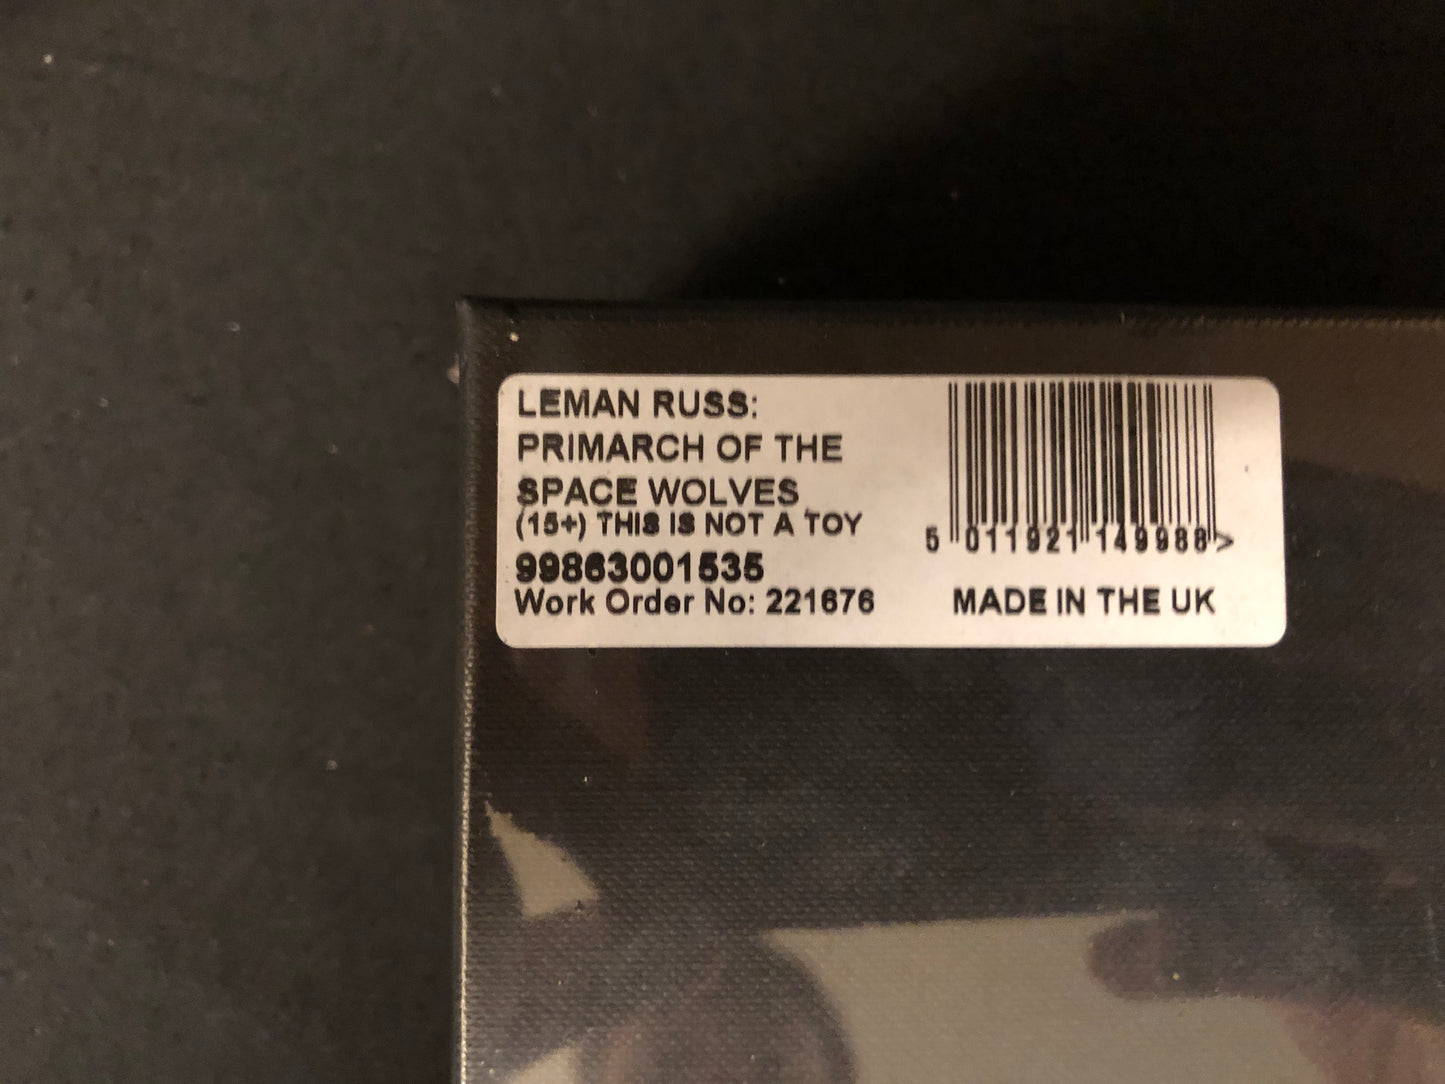 LEMAN RUSS:
PRIMARCH OF THE
SPACE WOLVES
(15+) THIS IS NOT A TOY
99863001535
Work Order No: 221676
5 011921 149988 >
MADE IN THE UK